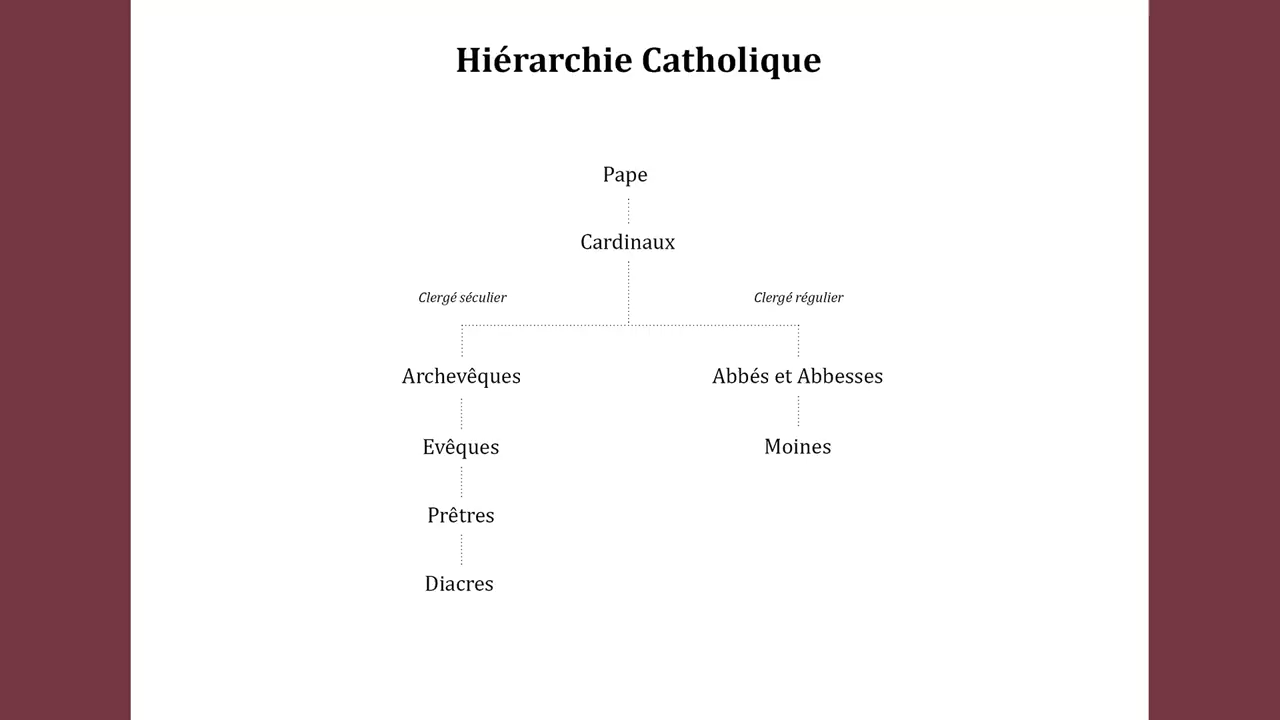 Hiérarchie Catholique
Pape
Cardinaux
Clergé séculier
Clergé régulier
Archevêques
Abbés et Abbesses
Evêques
Moines
Prêtres
Diacres